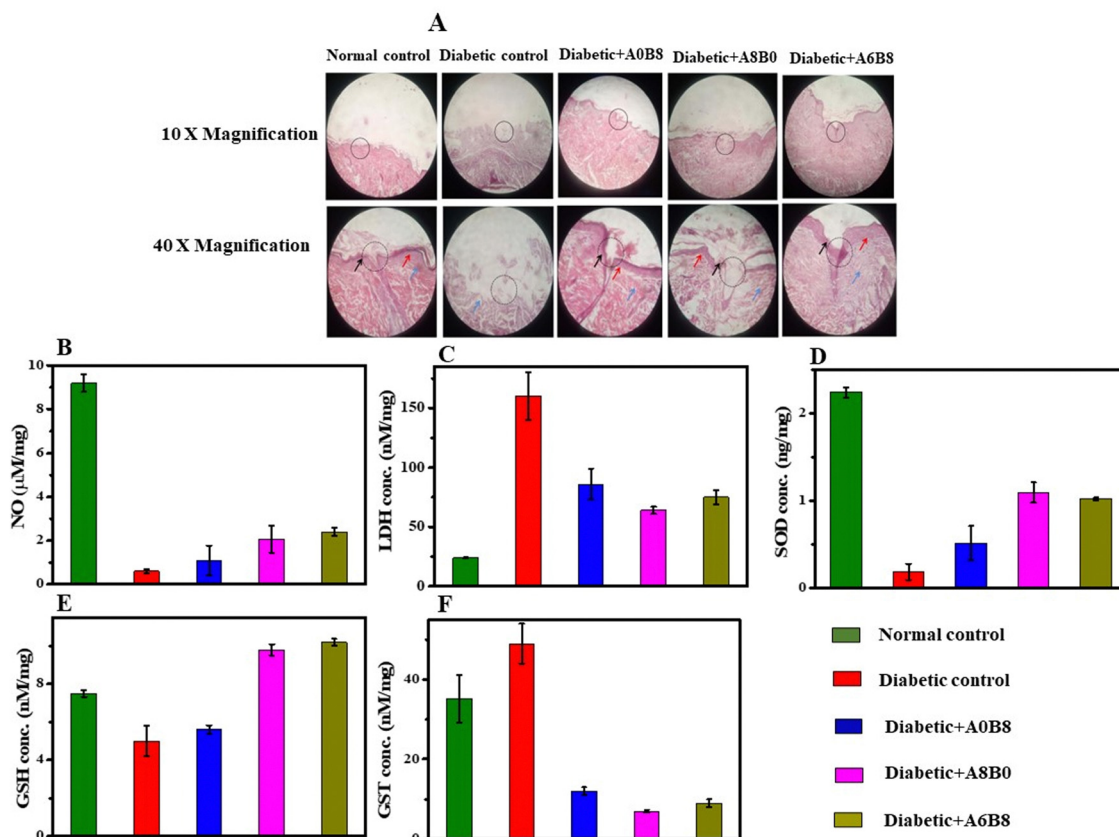 A
Normal control Diabetic control Diabetic+A0B8 Diabetic+A8B0 Diabetic+A6B8
10 X Magnification
40 X Magnification
B
10
8
6
4
2
0
NO (µM/mg)
C
150
100
50
0
LDH conc. (nM/mg)
D
2
1
0
SOD conc. (ng/mg)
E
8
4
0
GSH conc. (nM/mg)
F
40
20
0
GST conc. (nM/mg)
Normal control
Diabetic control
Diabetic+A0B8
Diabetic+A8B0
Diabetic+A6B8